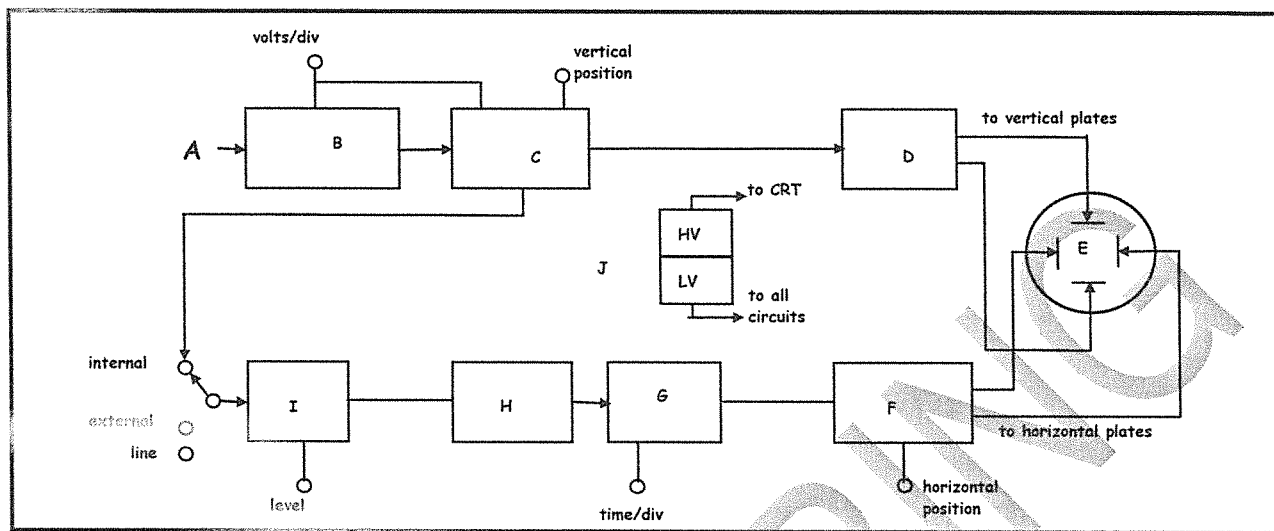 volts/div
vertical
position
A
B
C
D
to vertical plates
to CRT
HV
E
J
LV
to all
circuits
internal
I
H
G
F
external
line
to horizontal plates
level
time/div
horizontal
position